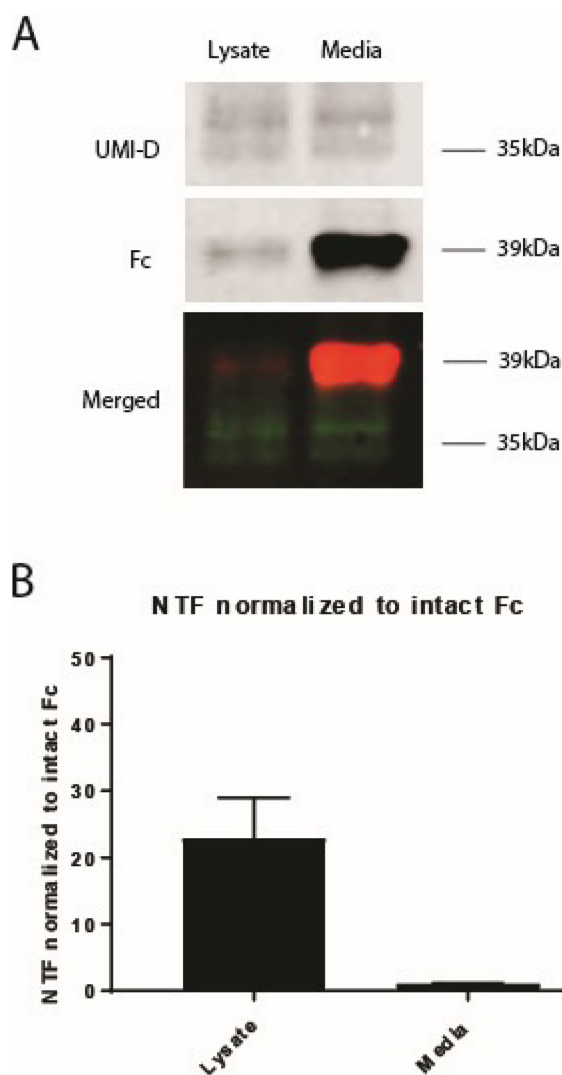 A
Lysate Media
UMI-D
35kDa
Fc
39kDa
39kDa
Merged
35kDa
B
NTF normalized to intact Fc
NTF normalized to intact Fc
50
40
30
20
10
0
Lysate
Media